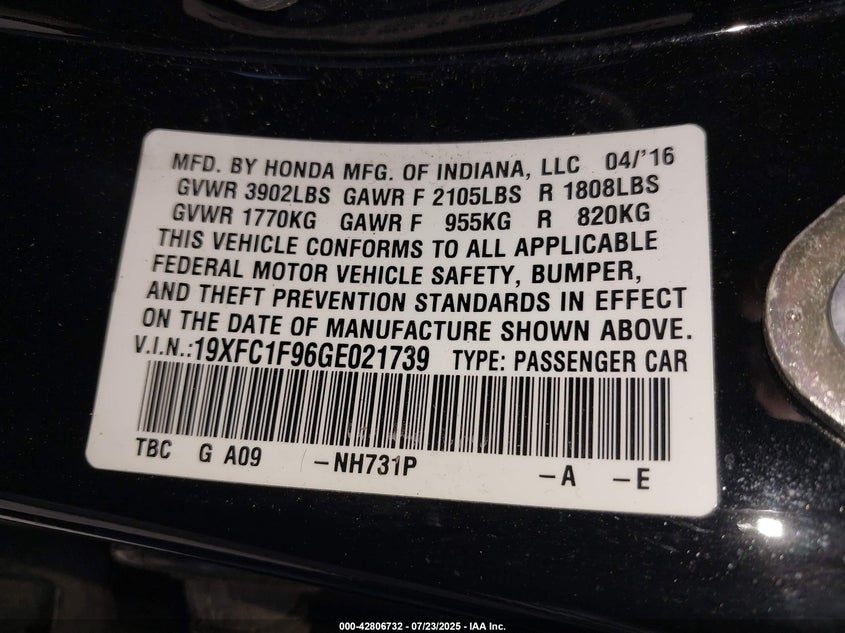 MFD. BY HONDA MFG. OF INDIANA, LLC 04/'16
GVWR 3902LBS GAWR F 2105LBS R 1808LBS
GVWR 1770KG GAWR F 955KG R 820KG
THIS VEHICLE CONFORMS TO ALL APPLICABLE
FEDERAL MOTOR VEHICLE SAFETY, BUMPER,
AND THEFT PREVENTION STANDARDS IN EFFECT
ON THE DATE OF MANUFACTURE SHOWN ABOVE.
V.I.N.:19XFC1F96GE021739 TYPE: PASSENGER CAR
TBC G A09 -NH731P -A -E
000-42806732 - 07/23/2025 - IAA Inc.